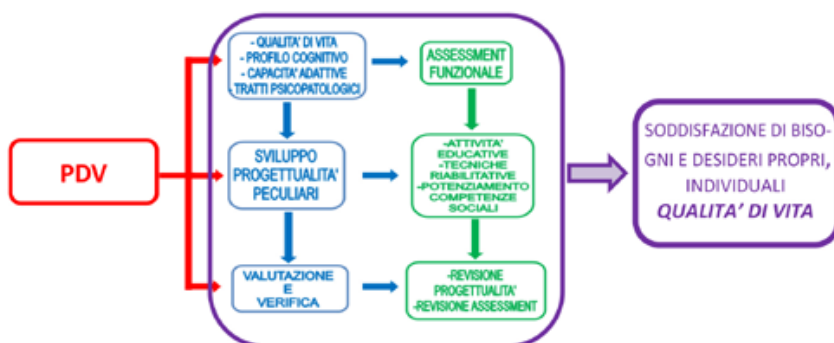 PDV
- QUALITA' DI VITA
- PROFILO COGNITIVO
- CAPACITA' ADATTIVE
- TRATTI PSICOPATOLOGICI
ASSESSMENT
FUNZIONALE
SVILUPPO
PROGETTUALITA'
PECULIARI
-ATTIVITA'
EDUCATIVE
-TECNICHE
RIABILITATIVE
-POTENZIAMENTO
COMPETENZE
SOCIALI
VALUTAZIONE
E
VERIFICA
-REVISIONE
PROGETTUALITA'
-REVISIONE ASSESSMENT
SODDISFAZIONE DI BISO-
GNI E DESIDERI PROPRI,
INDIVIDUALI
QUALITA' DI VITA